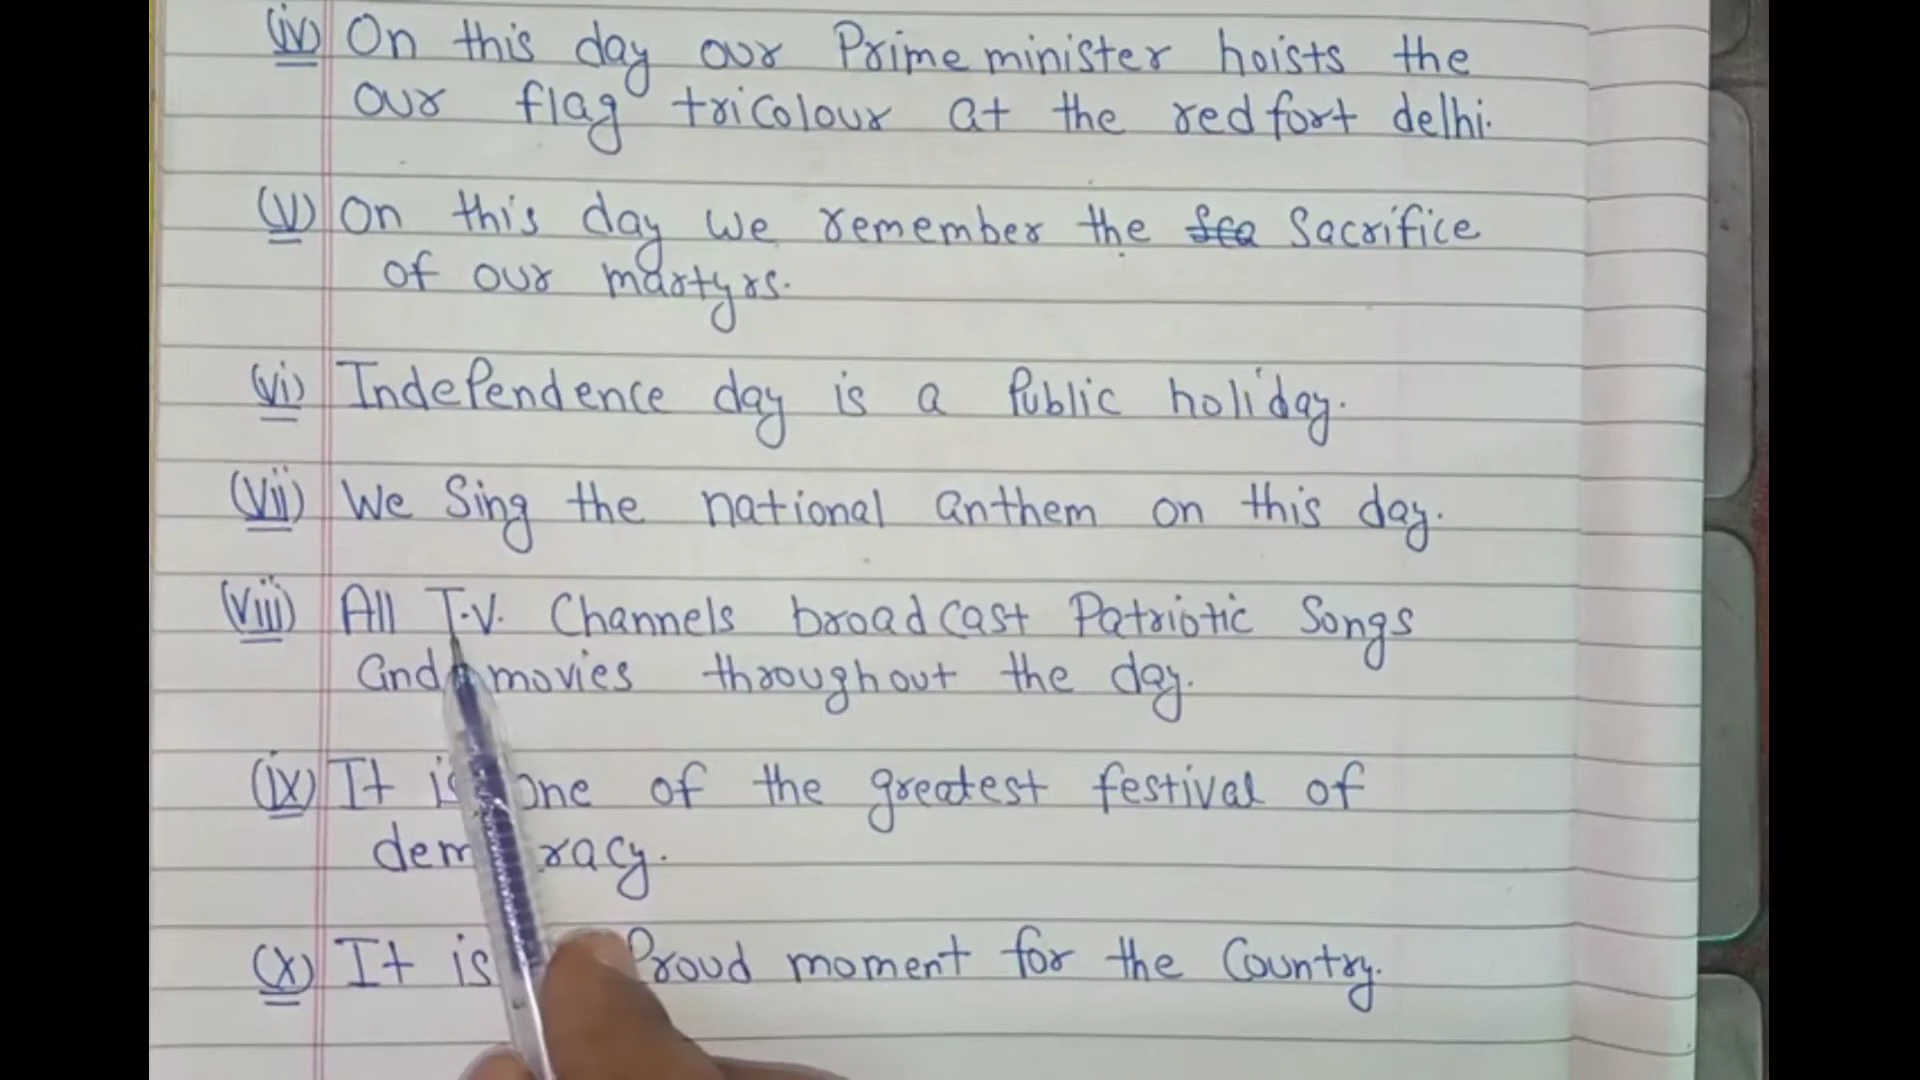 (iv) On this day our Prime minister hoists the
our flag tricolour at the red fort delhi.
(v) On this day we remember the Sacrifice
of our martyrs.
(vi) Independence day is a Public holiday.
(vii) We Sing the national anthem on this day.
(viii) All T.V. Channels broadcast Patriotic Songs
and movies throughout the day.
(ix) It is one of the greatest festival of
democracy.
(x) It is Proud moment for the Country.